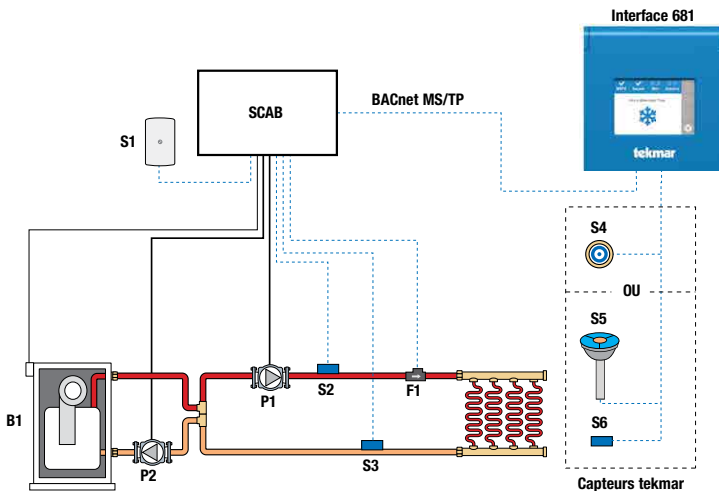 Interface 681
SCAB
BACnet MS/TP
S1
tekmar
S4
OU
S5
S6
B1
P1
S2
F1
P2
S3
Capteurs tekmar